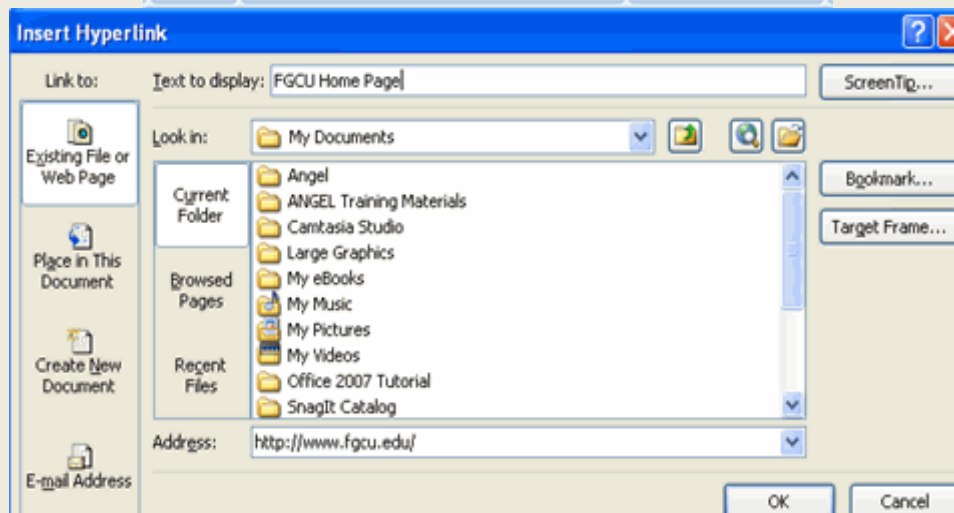 Insert Hyperlink
?
X
Link to:
Text to display: FGCU Home Page
ScreenTip...
Existing File or
Web Page
Look in: My Documents
Current
Folder
Angel
ANGEL Training Materials
Camtasia Studio
Large Graphics
My eBooks
My Music
My Pictures
My Videos
Office 2007 Tutorial
SnagIt Catalog
Bookmark...
Target Frame...
Place in This
Document
Browsed
Pages
Create New
Document
Recent
Files
E-mail Address
Address: http://www.fgcu.edu/
OK
Cancel